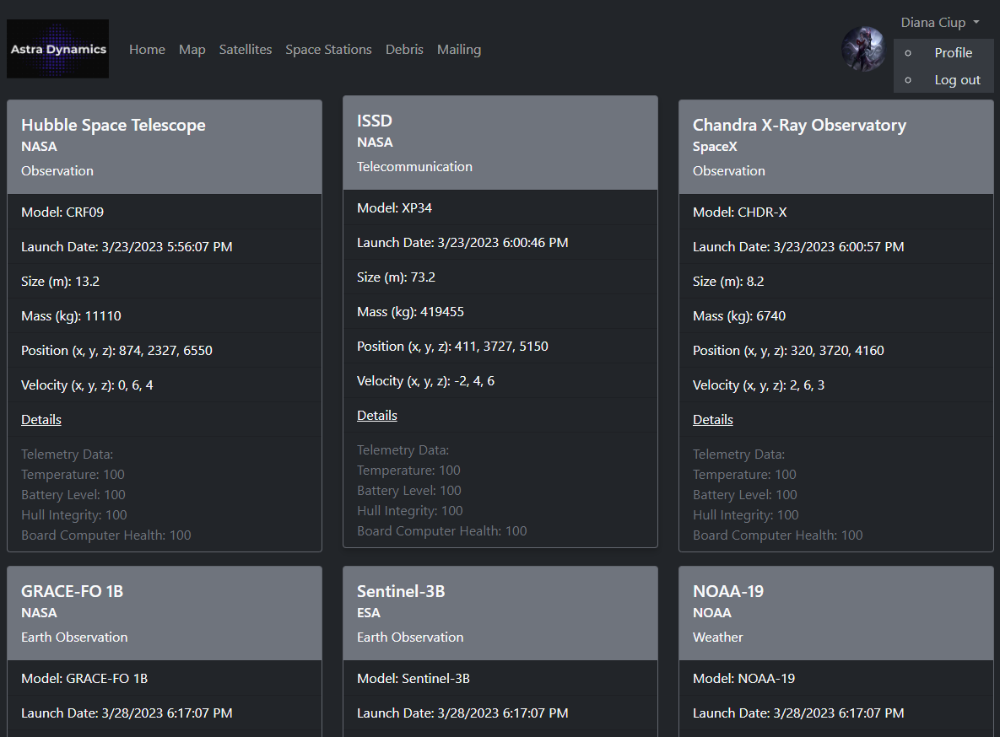 Astra Dynamics
Home Map Satellites Space Stations Debris Mailing
Diana Ciup
Profile
Log out
Hubble Space Telescope
NASA
Observation
Model: CRF09
Launch Date: 3/23/2023 5:56:07 PM
Size (m): 13.2
Mass (kg): 11110
Position (x, y, z): 874, 2327, 6550
Velocity (x, y, z): 0, 6, 4
Details
Telemetry Data:
Temperature: 100
Battery Level: 100
Hull Integrity: 100
Board Computer Health: 100
ISSD
NASA
Telecommunication
Model: XP34
Launch Date: 3/23/2023 6:00:46 PM
Size (m): 73.2
Mass (kg): 419455
Position (x, y, z): 411, 3727, 5150
Velocity (x, y, z): -2, 4, 6
Details
Telemetry Data:
Temperature: 100
Battery Level: 100
Hull Integrity: 100
Board Computer Health: 100
Chandra X-Ray Observatory
SpaceX
Observation
Model: CHDR-X
Launch Date: 3/23/2023 6:00:57 PM
Size (m): 8.2
Mass (kg): 6740
Position (x, y, z): 320, 3720, 4160
Velocity (x, y, z): 2, 6, 3
Details
Telemetry Data:
Temperature: 100
Battery Level: 100
Hull Integrity: 100
Board Computer Health: 100
GRACE-FO 1B
NASA
Earth Observation
Model: GRACE-FO 1B
Launch Date: 3/28/2023 6:17:07 PM
Sentinel-3B
ESA
Earth Observation
Model: Sentinel-3B
Launch Date: 3/28/2023 6:17:07 PM
NOAA-19
NOAA
Weather
Model: NOAA-19
Launch Date: 3/28/2023 6:17:07 PM